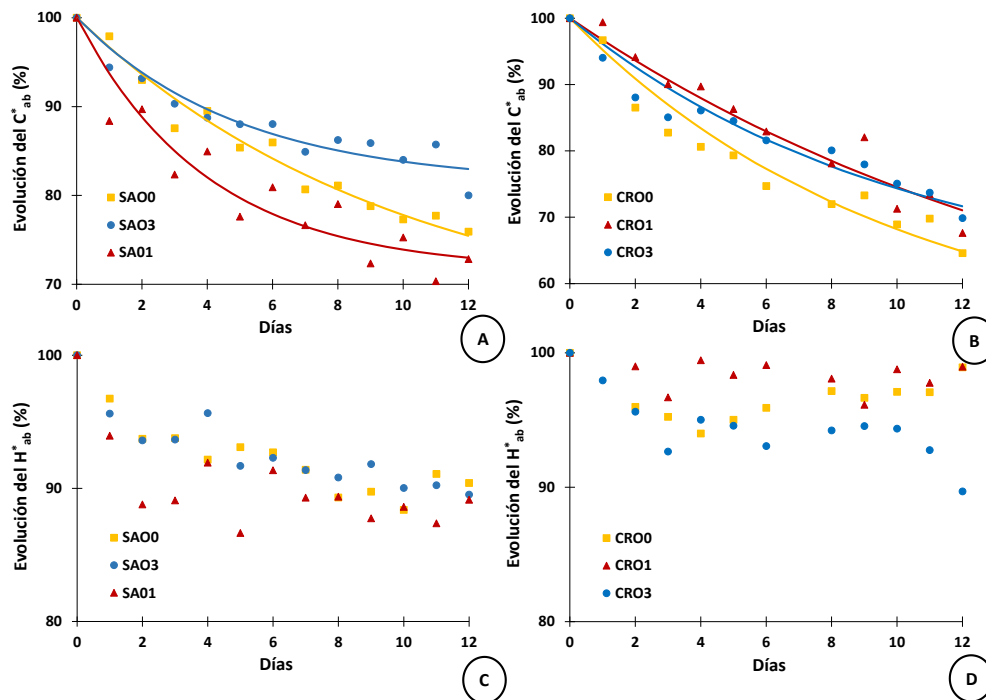 Evolución del C*ab (%)
100
90
80
70
0 2 4 6 8 10 12
Días
SAO0
SAO3
SA01
A
Evolución del C*ab (%)
100
90
80
70
60
0 2 4 6 8 10 12
Días
CRO0
CRO1
CRO3
B
Evolución del H*ab (%)
100
90
80
0 2 4 6 8 10 12
Días
SAO0
SAO3
SA01
C
Evolución del H*ab (%)
100
90
80
0 2 4 6 8 10 12
Días
CRO0
CRO1
CRO3
D